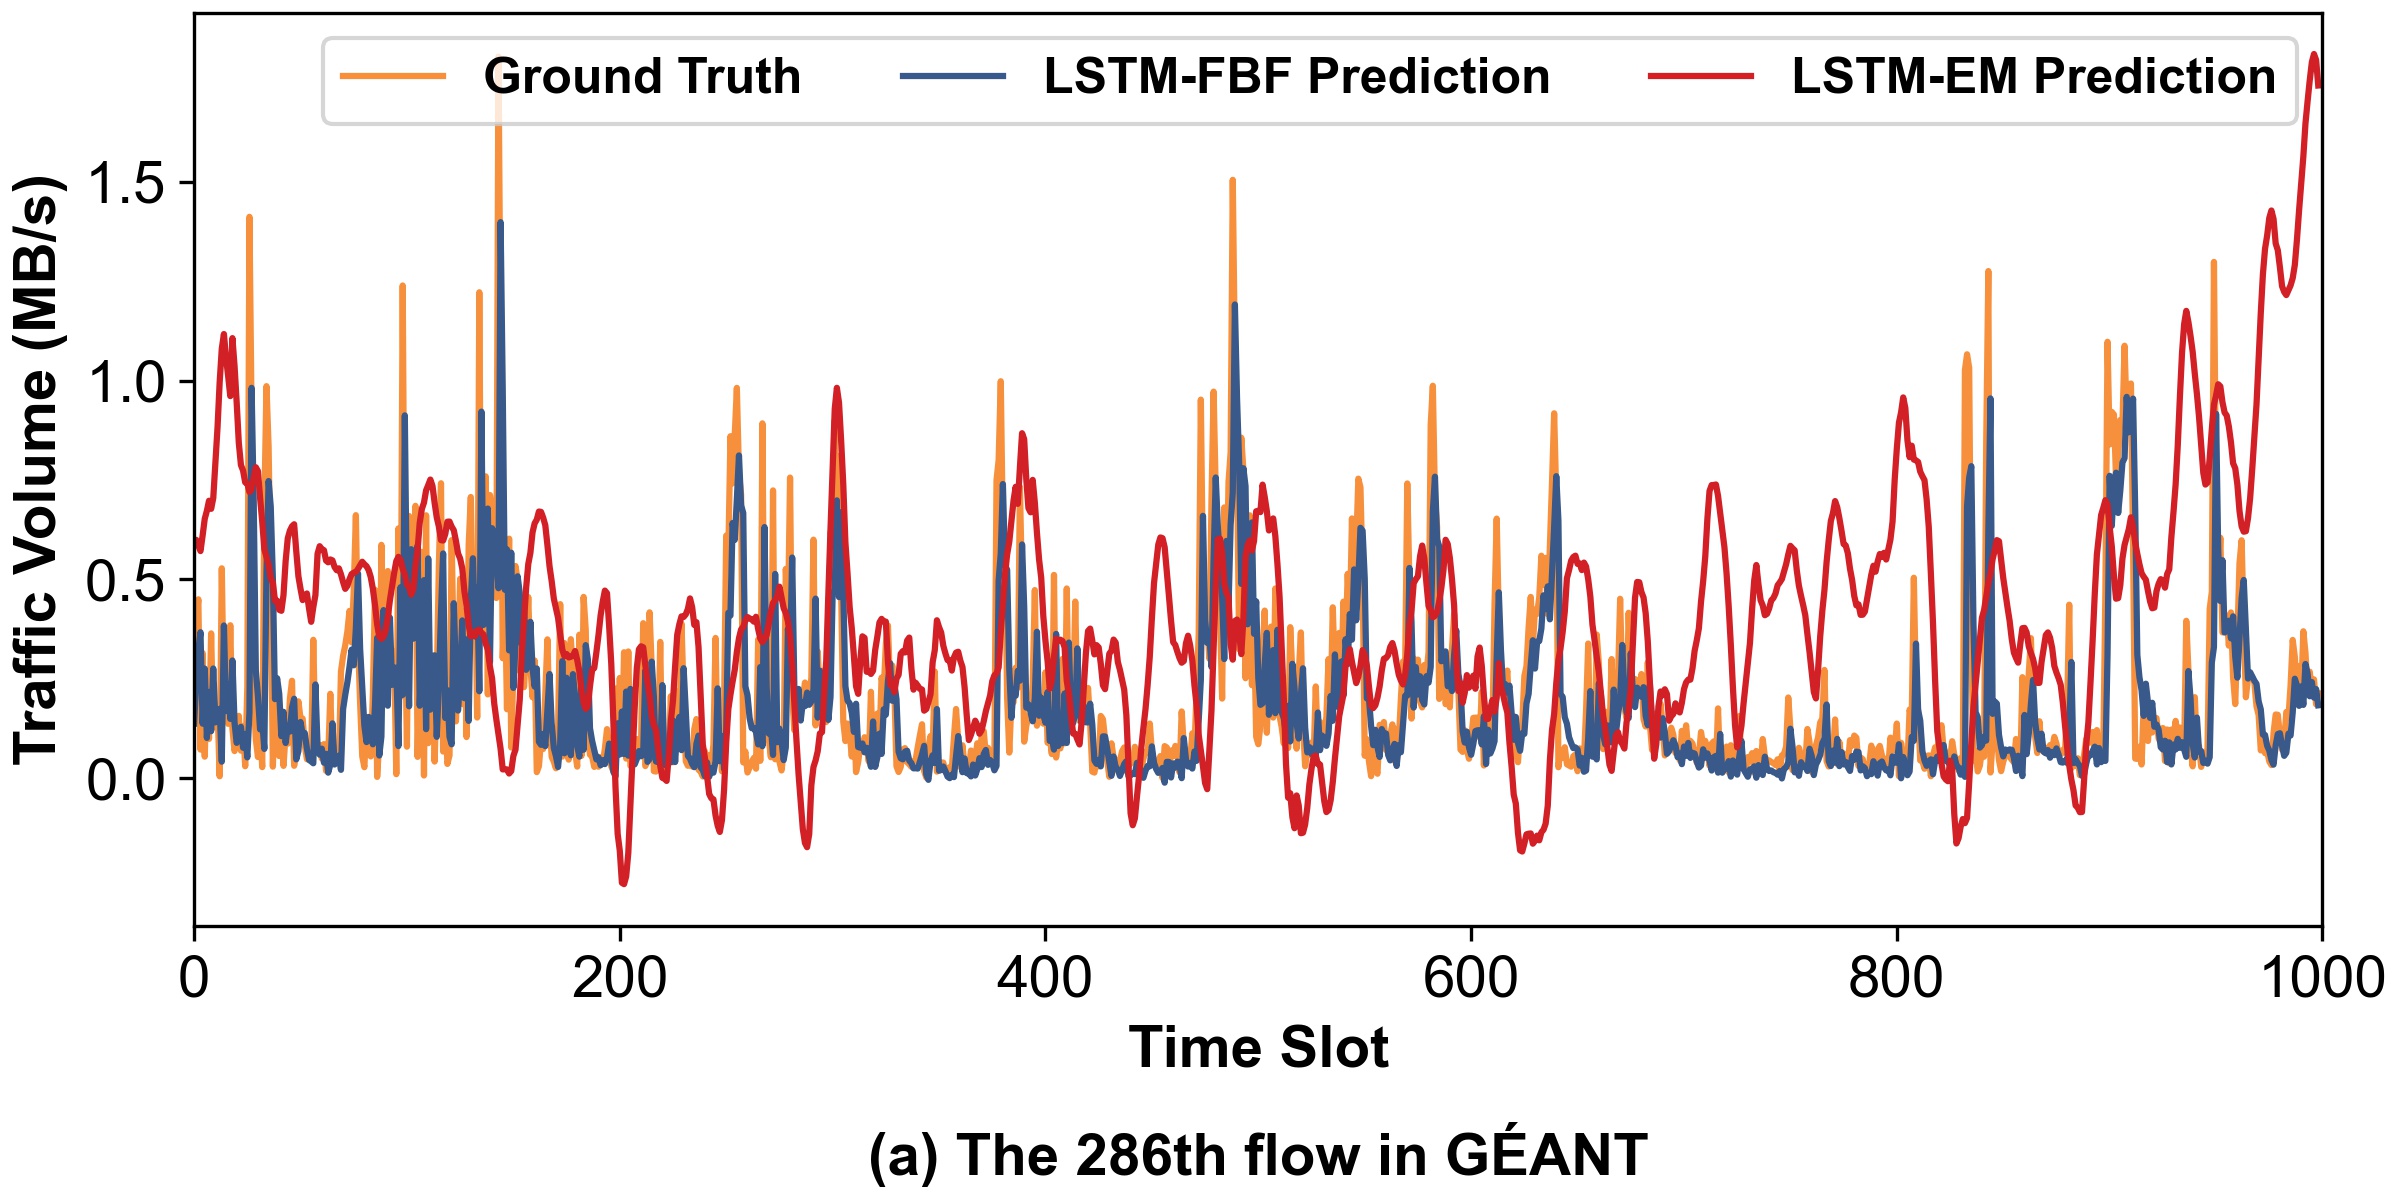 Ground Truth LSTM-FBF Prediction LSTM-EM Prediction
Traffic Volume (MB/s)
1.5
1.0
0.5
0.0
0 200 400 600 800 1000
Time Slot
(a) The 286th flow in GÉANT